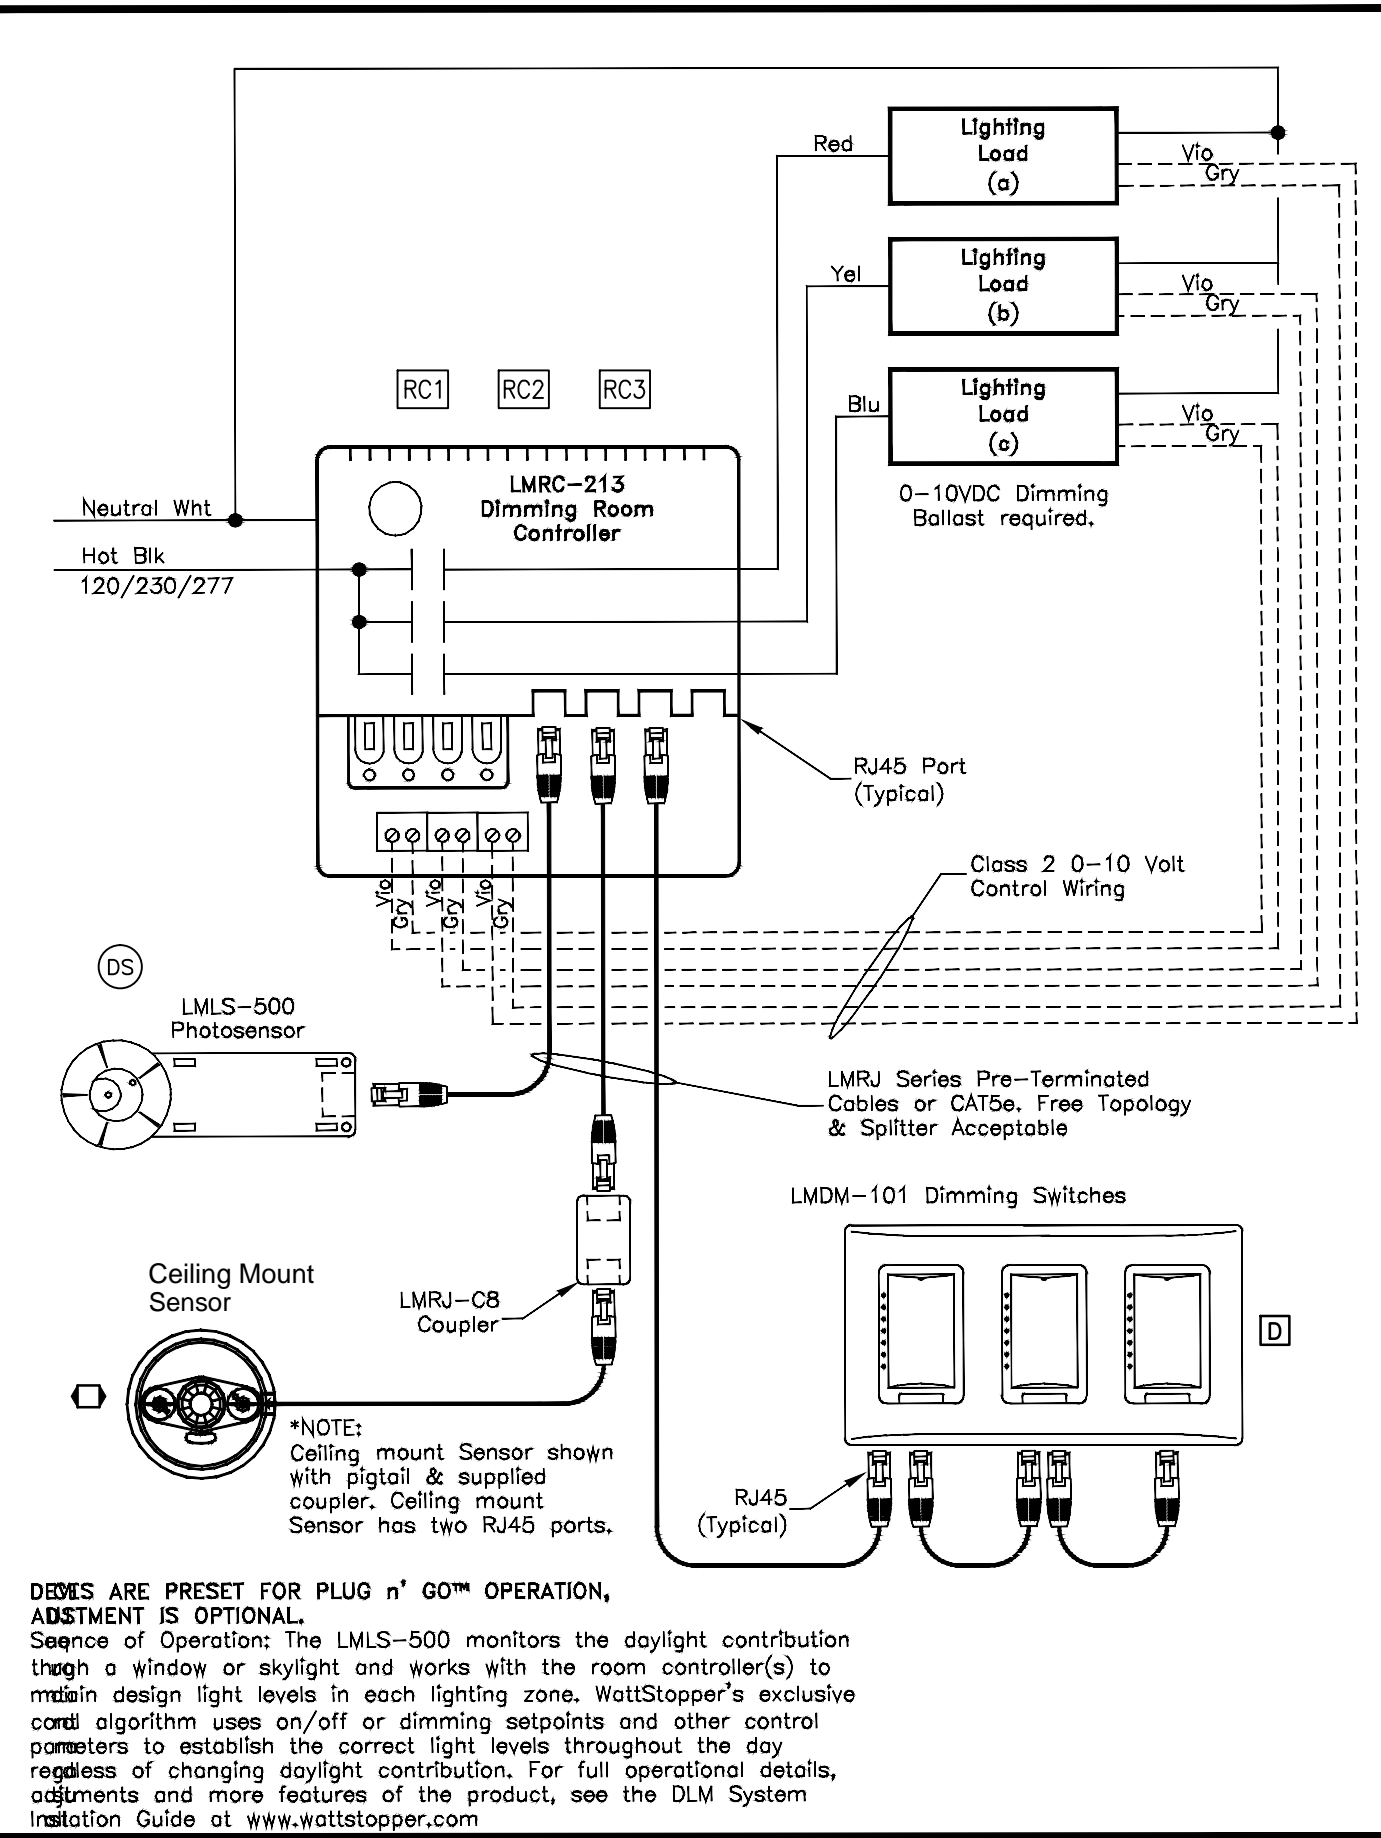 Lighting
Load
(a)
Red
Vio
Gry
Lighting
Load
(b)
Yel
Vio
Gry
RC1 RC2 RC3
Lighting
Load
(c)
Blu
Vio
Gry
0-10VDC Dimming
Ballast required.
LMRC-213
Dimming Room
Controller
Neutral Wht
Hot Blk
120/230/277
RJ45 Port
(Typical)
Class 2 0-10 Volt
Control Wiring
Vio
Gry
Vio
Gry
Vio
Gry
DS
LMLS-500
Photosensor
LMRJ Series Pre-Terminated
Cables or CAT5e. Free Topology
& Splitter Acceptable
LMDM-101 Dimming Switches
D
Ceiling Mount
Sensor
LMRJ-C8
Coupler
*NOTE:
Ceiling mount Sensor shown
with pigtail & supplied
coupler. Ceiling mount
Sensor has two RJ45 ports.
RJ45
(Typical)
ARE PRESET FOR PLUG n' GO™ OPERATION,
IS OPTIONAL.
of Operation: The LMLS-500 monitors the daylight contribution
a window or skylight and works with the room controller(s) to
design light levels in each lighting zone. WattStopper's exclusive
algorithm uses on/off or dimming setpoints and other control
to establish the correct light levels throughout the day
of changing daylight contribution. For full operational details,
and more features of the product, see the DLM System
Guide at www.wattstopper.com